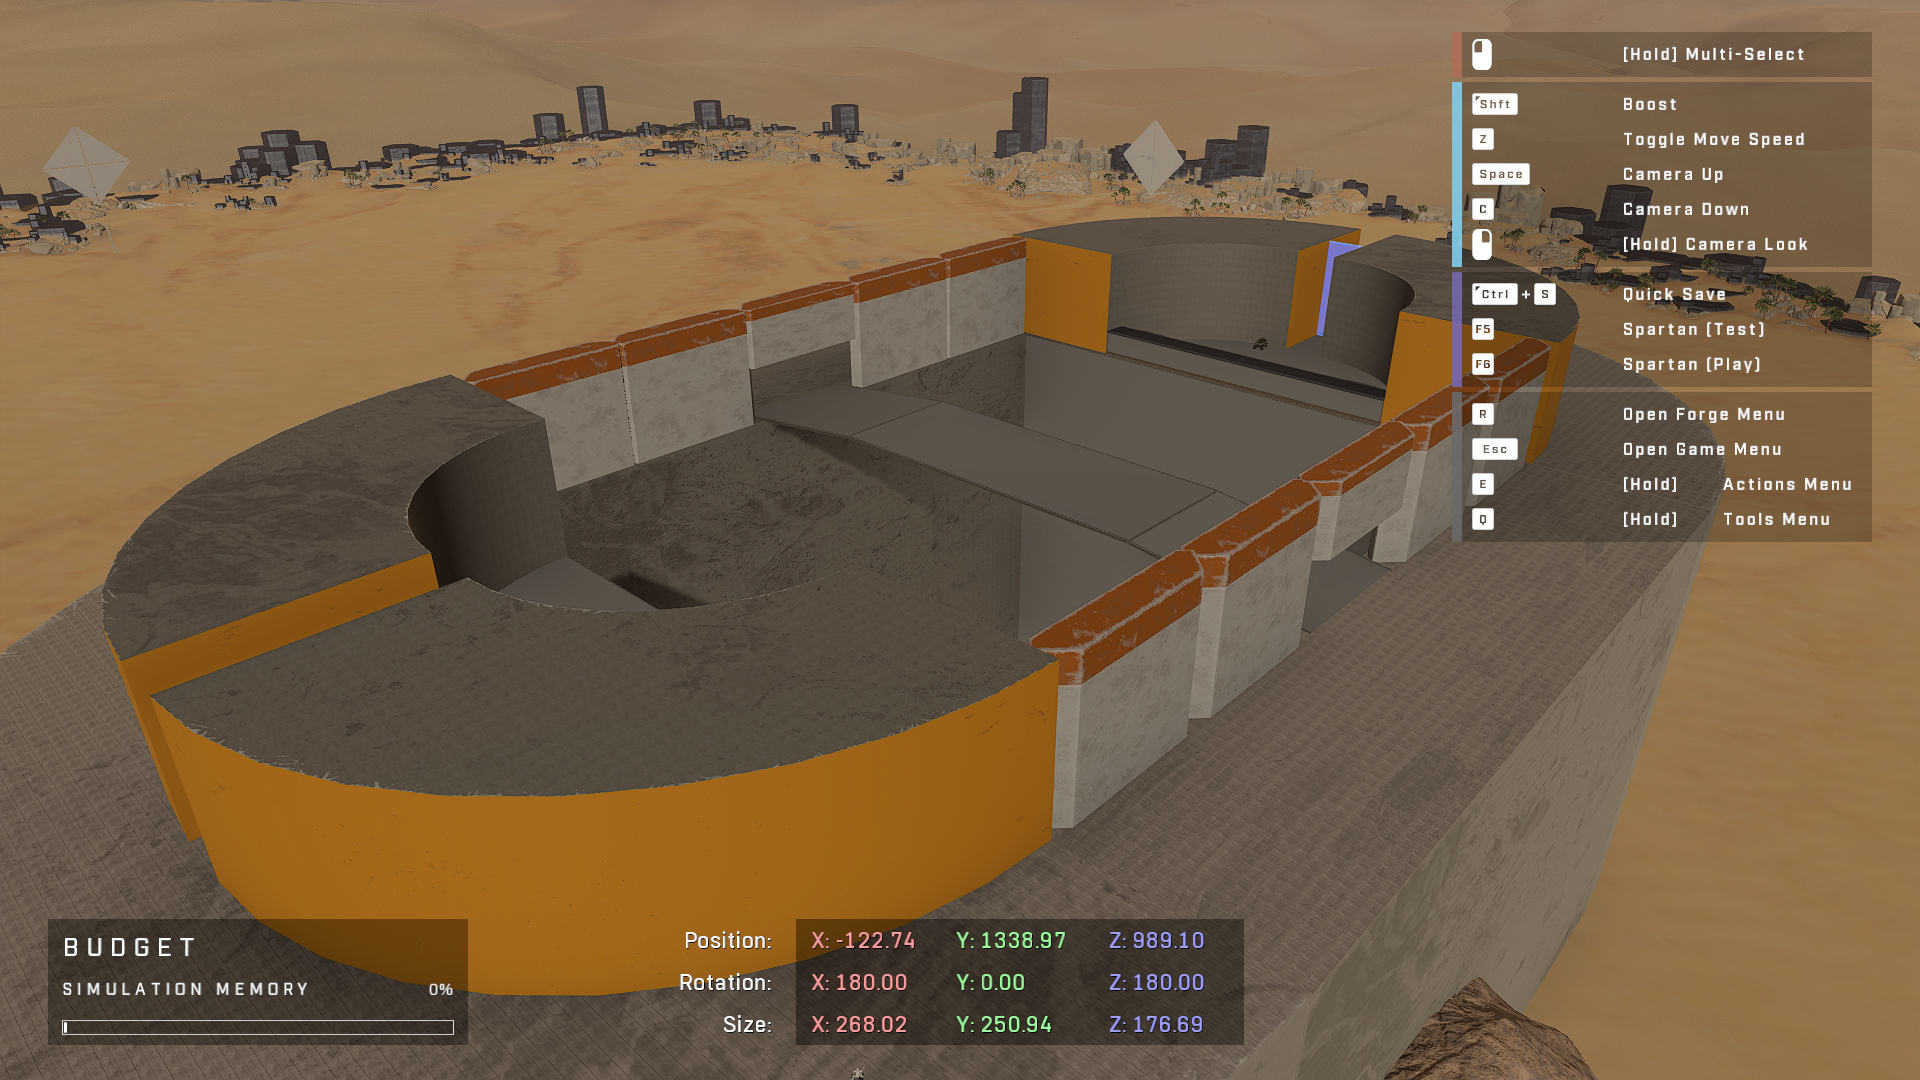 [Hold] Multi-Select
Shft Boost
Z Toggle Move Speed
Space Camera Up
C Camera Down
[Hold] Camera Look
Ctrl + S Quick Save
F5 Spartan (Test)
F6 Spartan (Play)
R Open Forge Menu
Esc Open Game Menu
E [Hold] Actions Menu
Q [Hold] Tools Menu
BUDGET
SIMULATION MEMORY 0%
Position: X: -122.74 Y: 1338.97 Z: 989.10
Rotation: X: 180.00 Y: 0.00 Z: 180.00
Size: X: 268.02 Y: 250.94 Z: 176.69